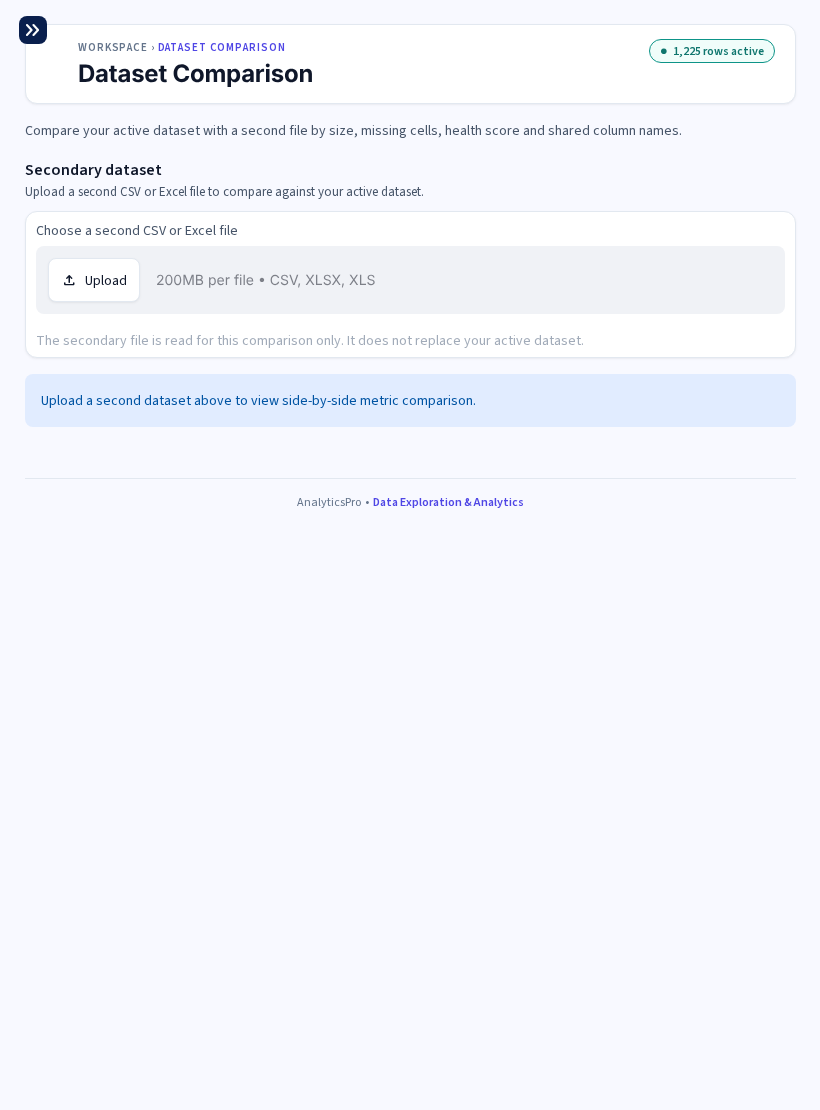 WORKSPACE › DATASET COMPARISON
Dataset Comparison
1,225 rows active
Compare your active dataset with a second file by size, missing cells, health score and shared column names.
Secondary dataset
Upload a second CSV or Excel file to compare against your active dataset.
Choose a second CSV or Excel file
Upload
200MB per file • CSV, XLSX, XLS
The secondary file is read for this comparison only. It does not replace your active dataset.
Upload a second dataset above to view side-by-side metric comparison.
AnalyticsPro • Data Exploration & Analytics